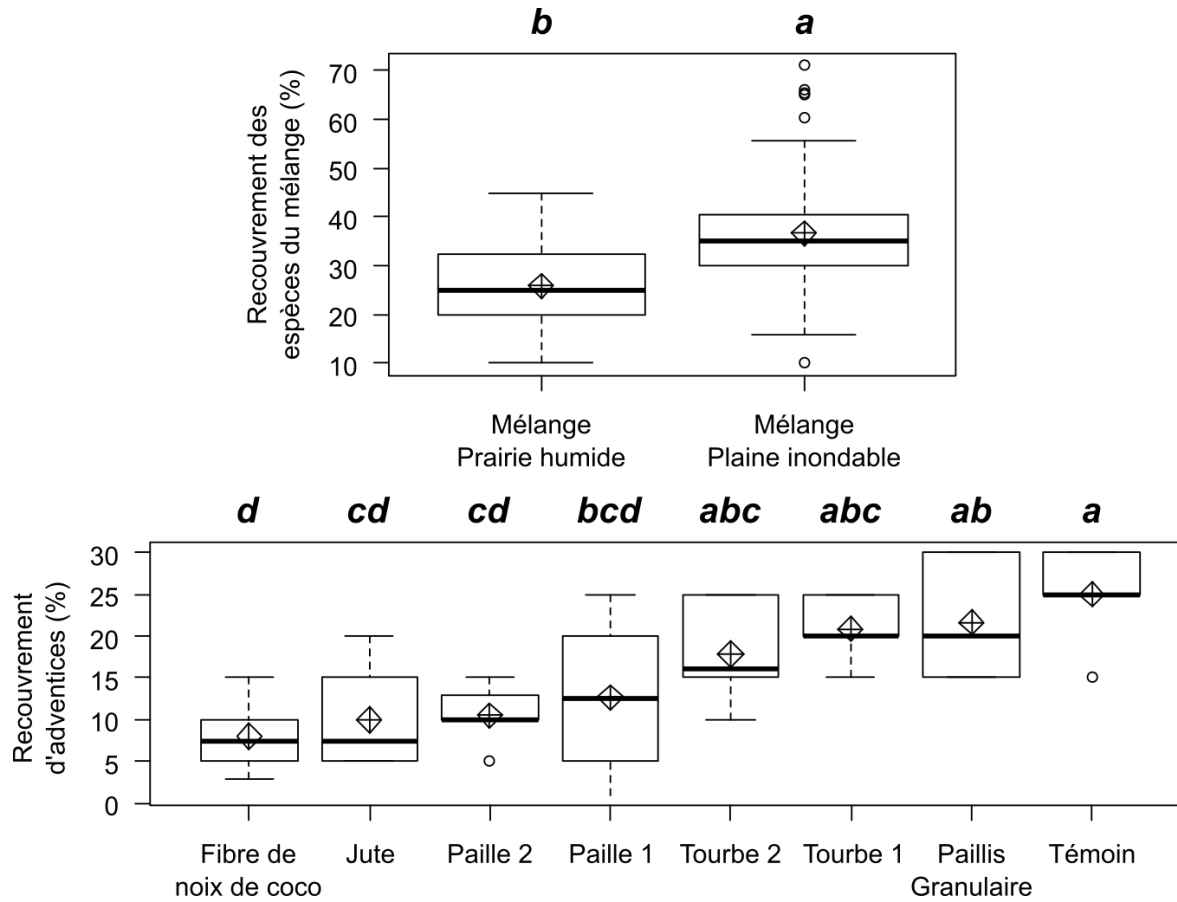 b a
Recouvrement des
espèces du mélange (%)
70
60
50
40
30
20
10
Mélange Mélange
Prairie humide Plaine inondable
d cd cd bcd abc abc ab a
Recouvrement
d'adventices (%)
30
25
20
15
10
5
0
Fibre de Jute Paille 2 Paille 1 Tourbe 2 Tourbe 1 Paillis Témoin
noix de coco Granulaire